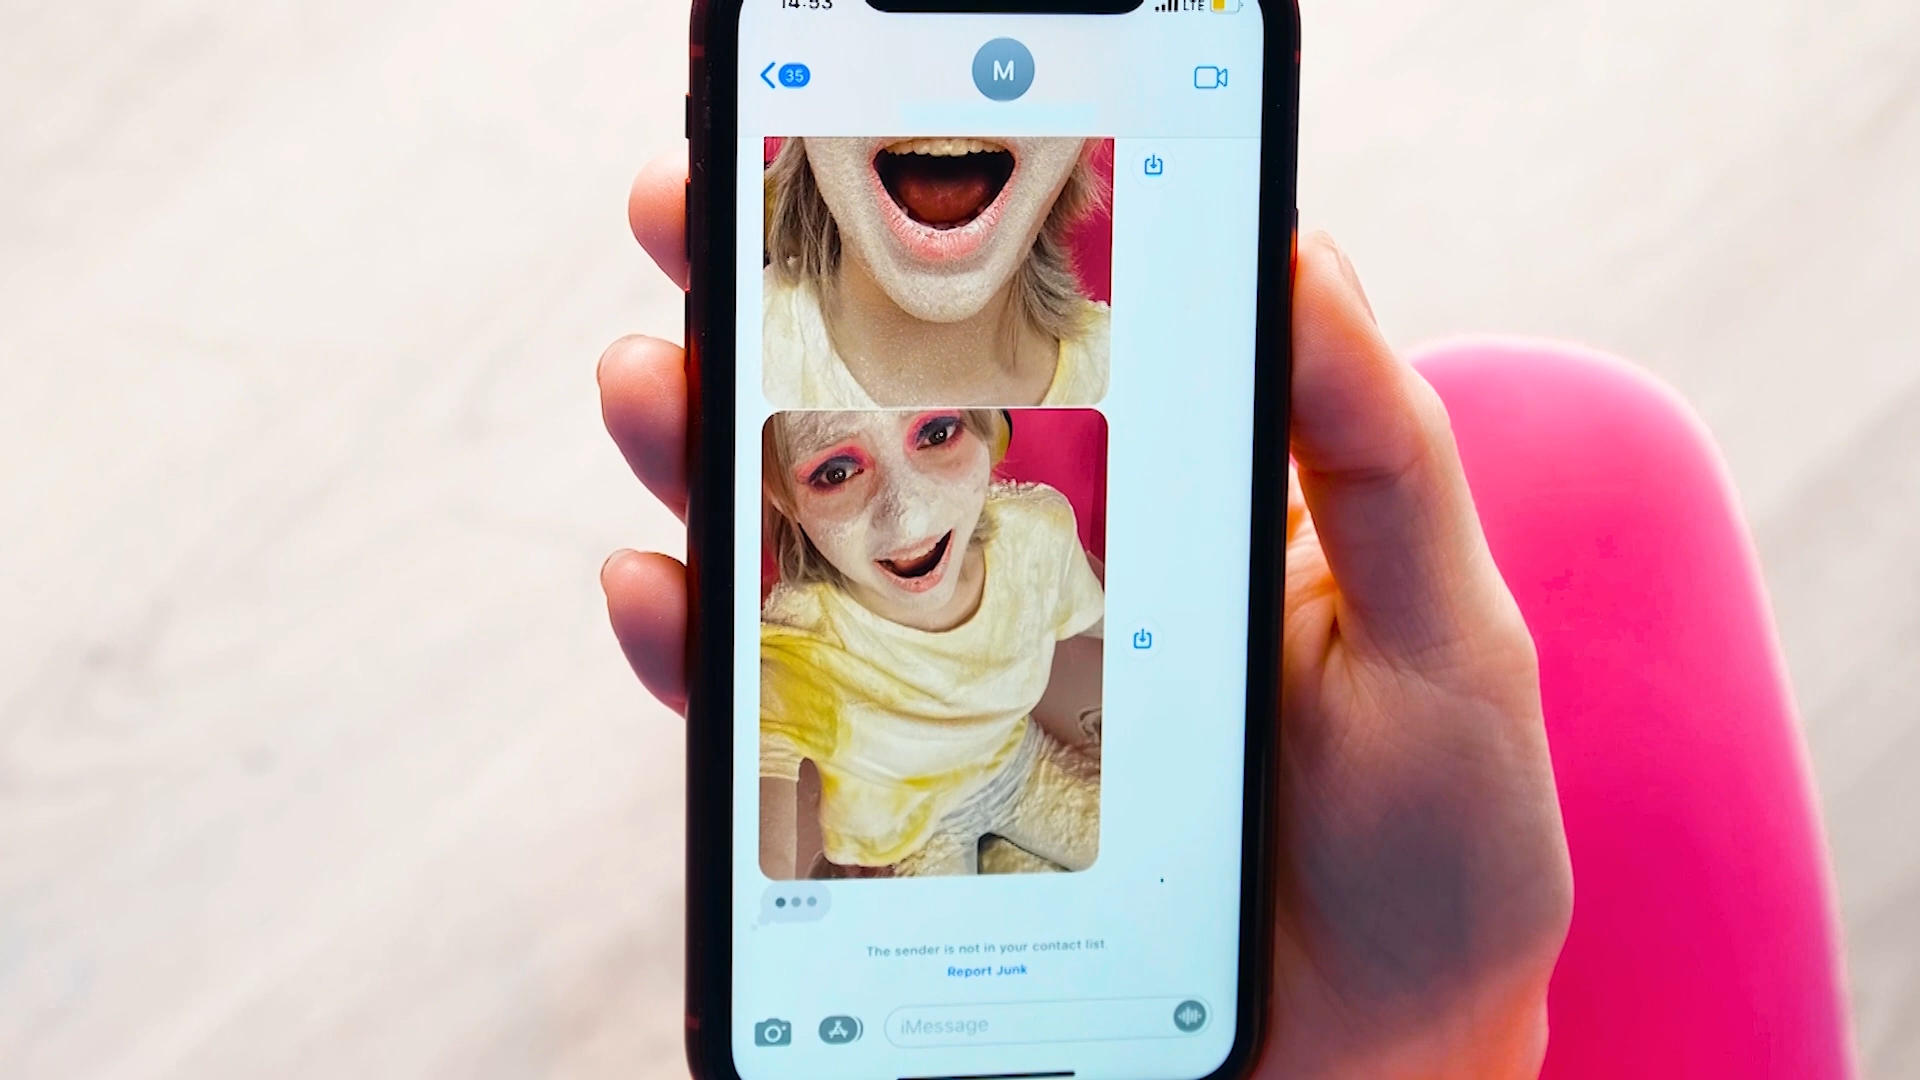 14:53
LTE
35
M
The sender is not in your contact list.
Report Junk
iMessage